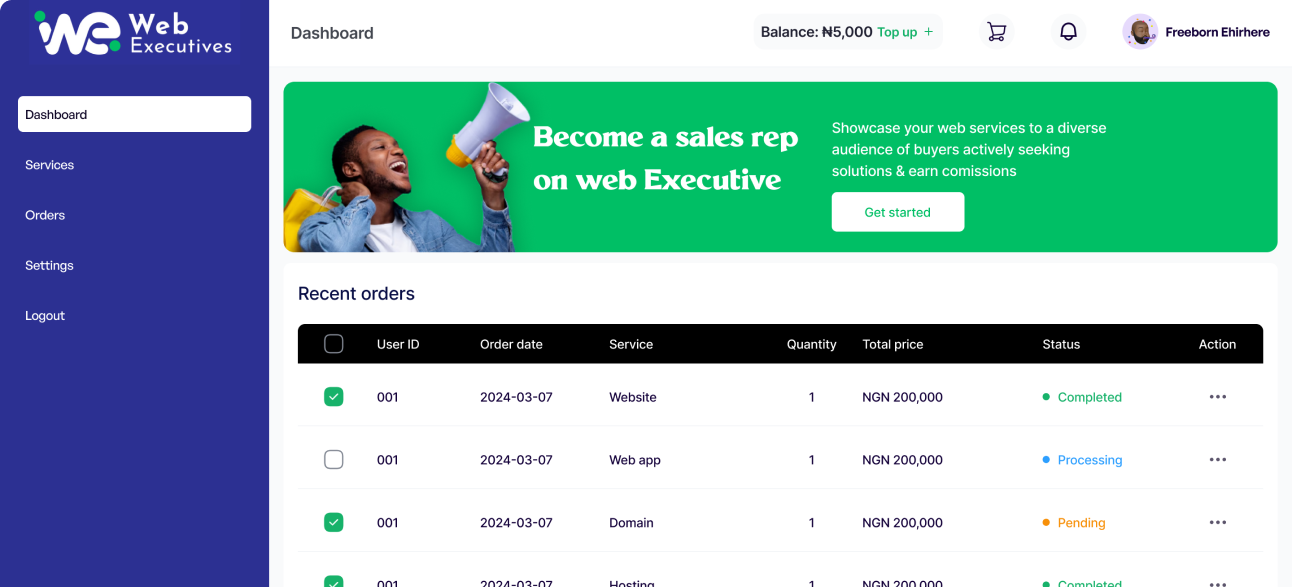 Web
Executives
Dashboard
Balance: ₦5,000 Top up +
Freeborn Ehirhere
Dashboard
Services
Orders
Settings
Logout
Become a sales rep
on web Executive
Showcase your web services to a diverse
audience of buyers actively seeking
solutions & earn comissions
Get started
Recent orders
User ID Order date Service Quantity Total price Status Action
001 2024-03-07 Website 1 NGN 200,000 Completed
001 2024-03-07 Web app 1 NGN 200,000 Processing
001 2024-03-07 Domain 1 NGN 200,000 Pending
001 2024-03-07 Hosting 1 NGN 200,000 Completed